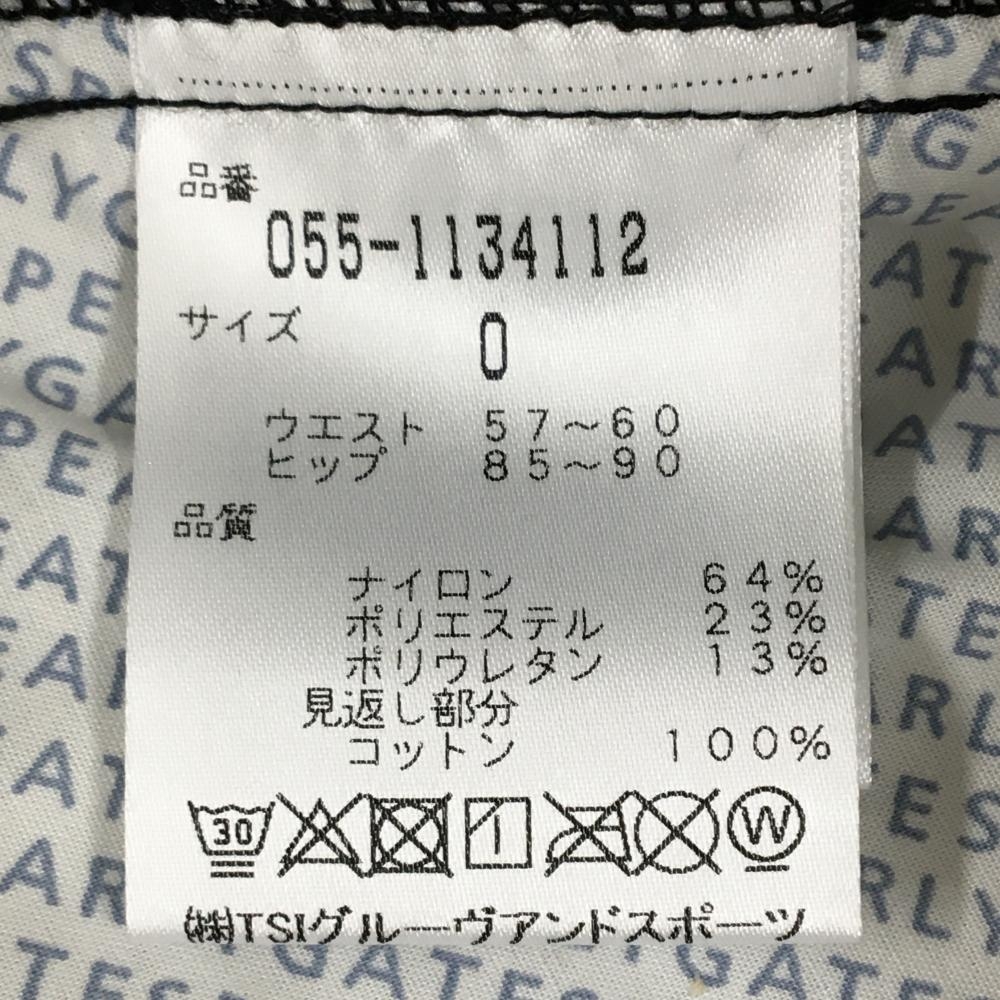 品番
055-1134112
サイズ 0
ウエスト 57～60
ヒップ 85～90
品質
ナイロン 64%
ポリエステル 23%
ポリウレタン 13%
見返し部分
コットン 100%
30 W
㈱TSIグルーヴアンドスポーツ